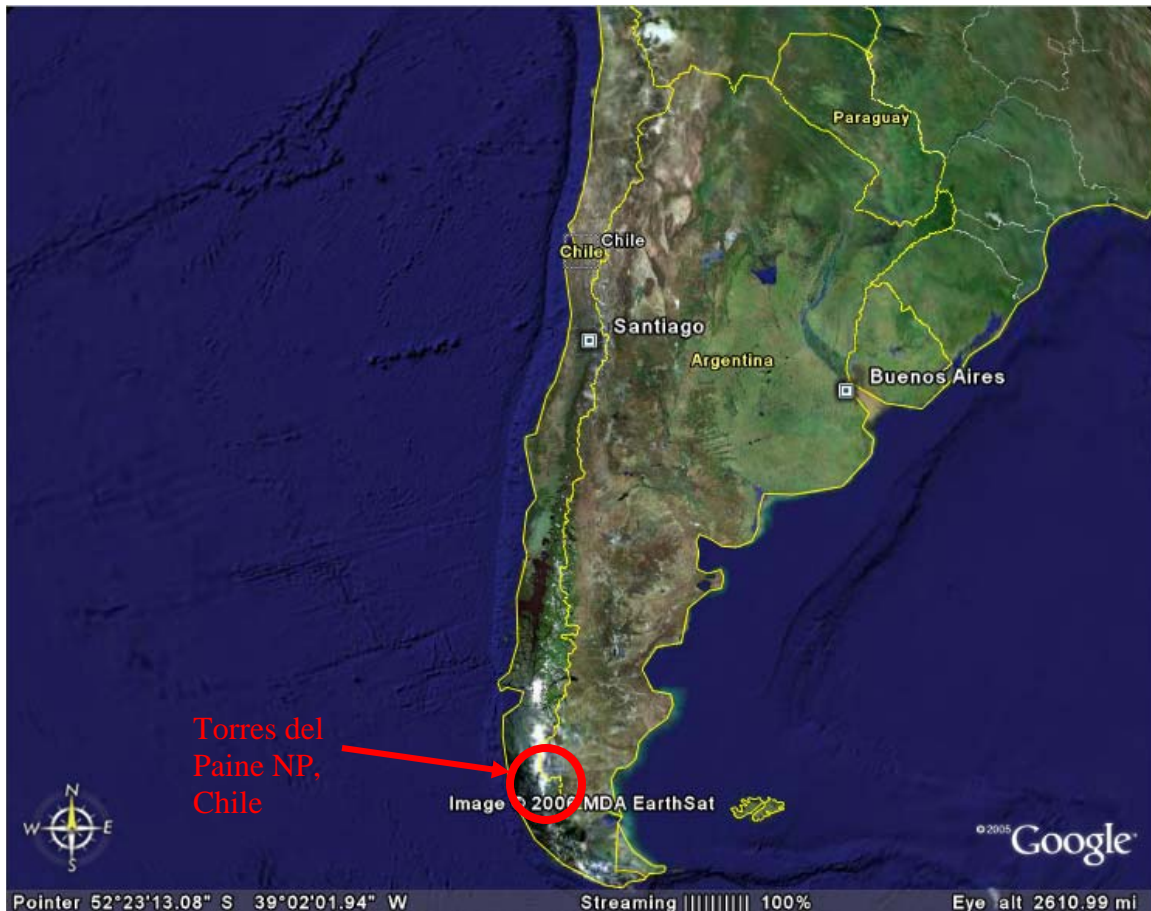 Paraguay
Chile
Chile
Santiago
Argentina
Buenos Aires
Torres del
Paine NP,
Chile
Image © 2006 MDA EarthSat
N
W E
S
©2005 Google
Pointer 52°23'13.08" S 39°02'01.94" W Streaming |||||||||| 100% Eye alt 2610.99 mi